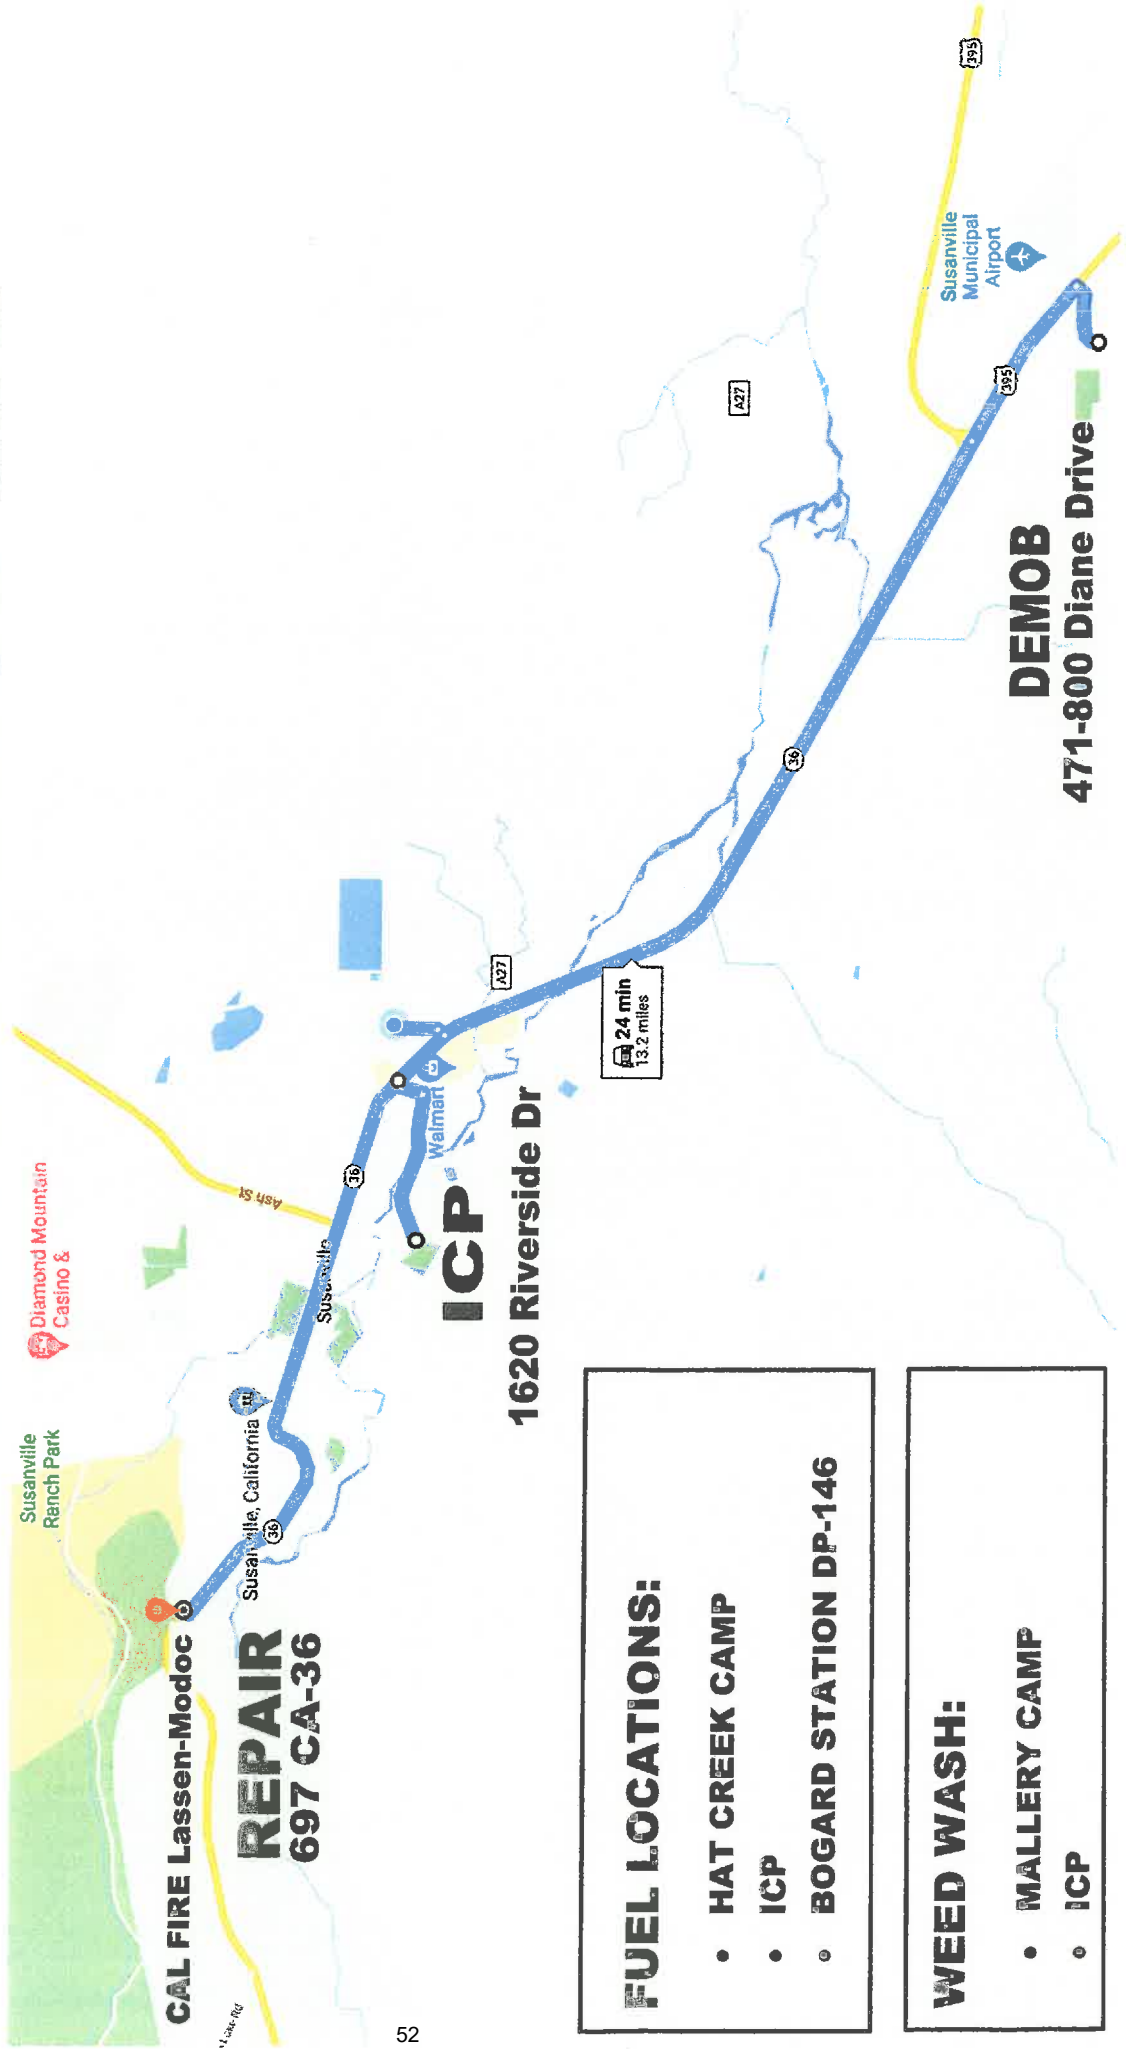 Susanville
Ranch Park
Diamond Mountain
Casino &
CAL FIRE Lassen-Modoc
REPAIR
697 CA-36
Susanville, California
36
Susanville
Ash St
36
Walmart
ICP
1620 Riverside Dr
A27
24 min
13.2 miles
36
A27
395
395
Susanville
Municipal
Airport
DEMOB
471-800 Diane Drive
FUEL LOCATIONS:
• HAT CREEK CAMP
• ICP
• BOGARD STATION DP-146
WEED WASH:
• MALLERY CAMP
• ICP
52